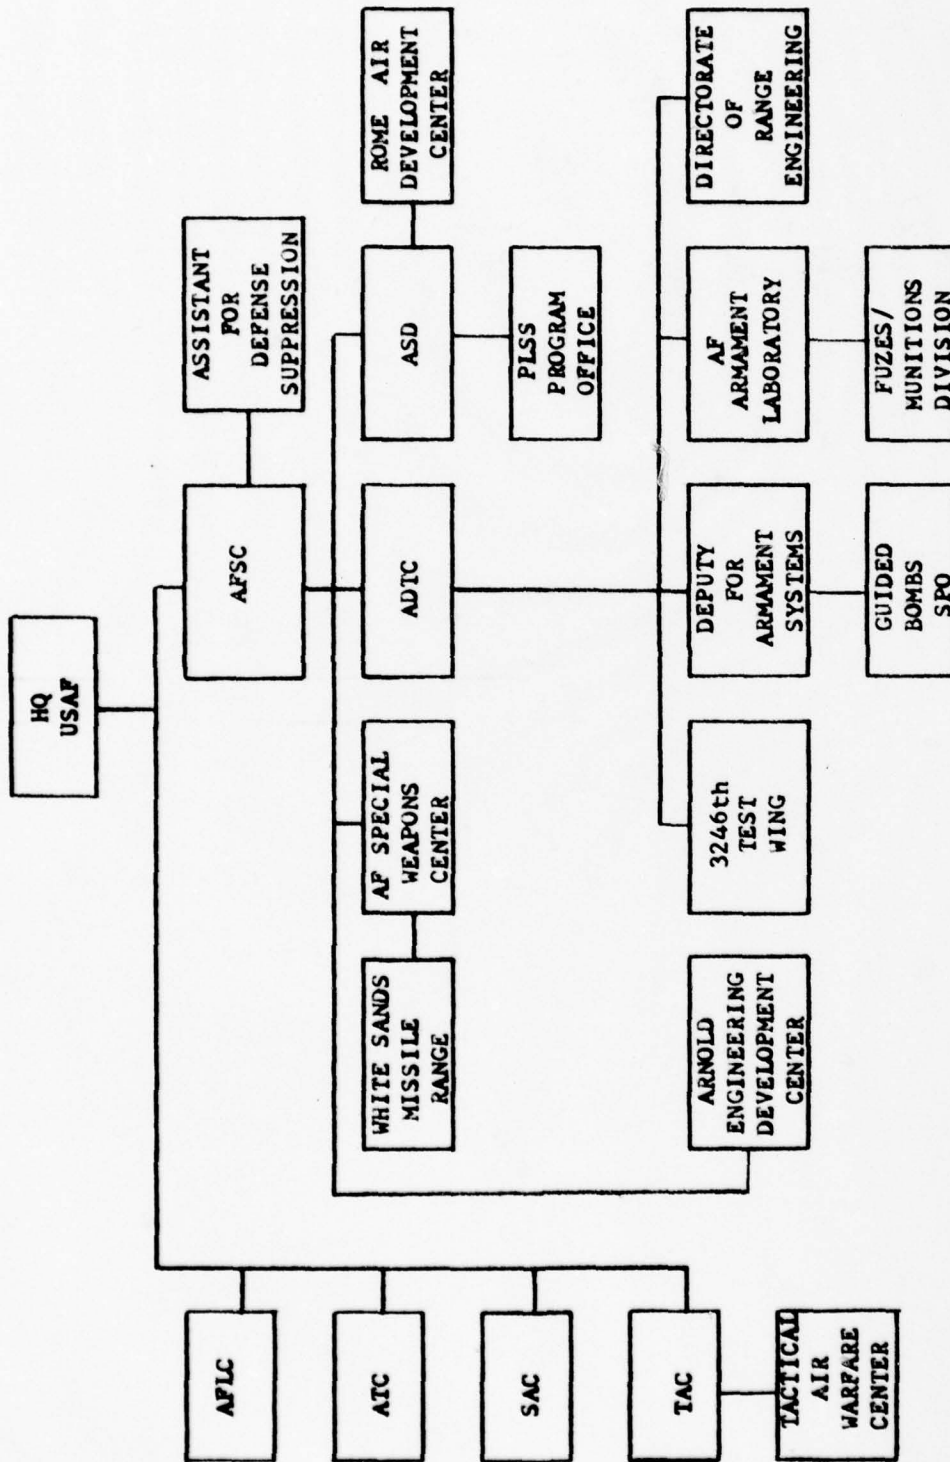 HQ
USAF
AFSC
ASSISTANT
FOR
DEFENSE
SUPPRESSION
AFLC
ATC
SAC
TAC
TACTICAL
AIR
WARFARE
CENTER
WHITE SANDS
MISSILE
RANGE
AF SPECIAL
WEAPONS
CENTER
ADTC
ASD
ROME AIR
DEVELOPMENT
CENTER
PLSS
PROGRAM
OFFICE
ARNOLD
ENGINEERING
DEVELOPMENT
CENTER
3246th
TEST
WING
DEPUTY
FOR
ARMAMENT
SYSTEMS
AF
ARMAMENT
LABORATORY
DIRECTORATE
OF
RANGE
ENGINEERING
GUIDED
BOMBS
SPO
FUZES/
MUNITIONS
DIVISION